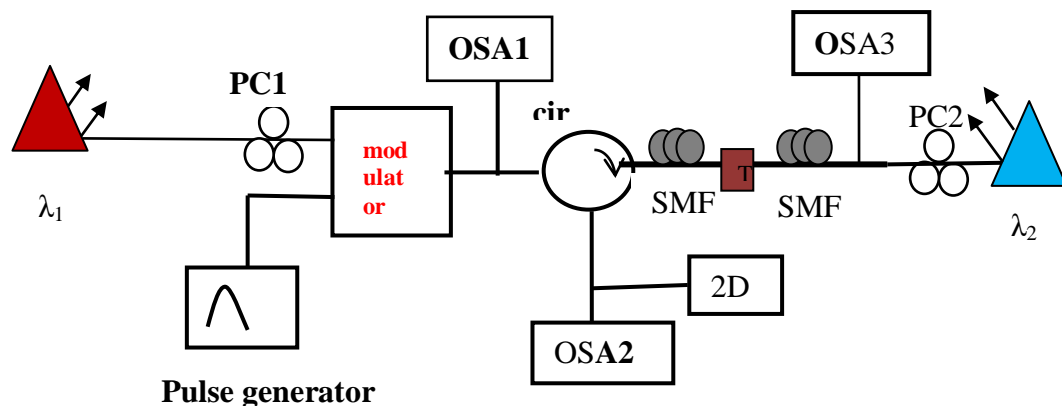 OSA1
OSA3
PC1
cir
PC2
mod
ulat
or
T
SMF
SMF
λ1
λ2
2D
OSA2
Pulse generator